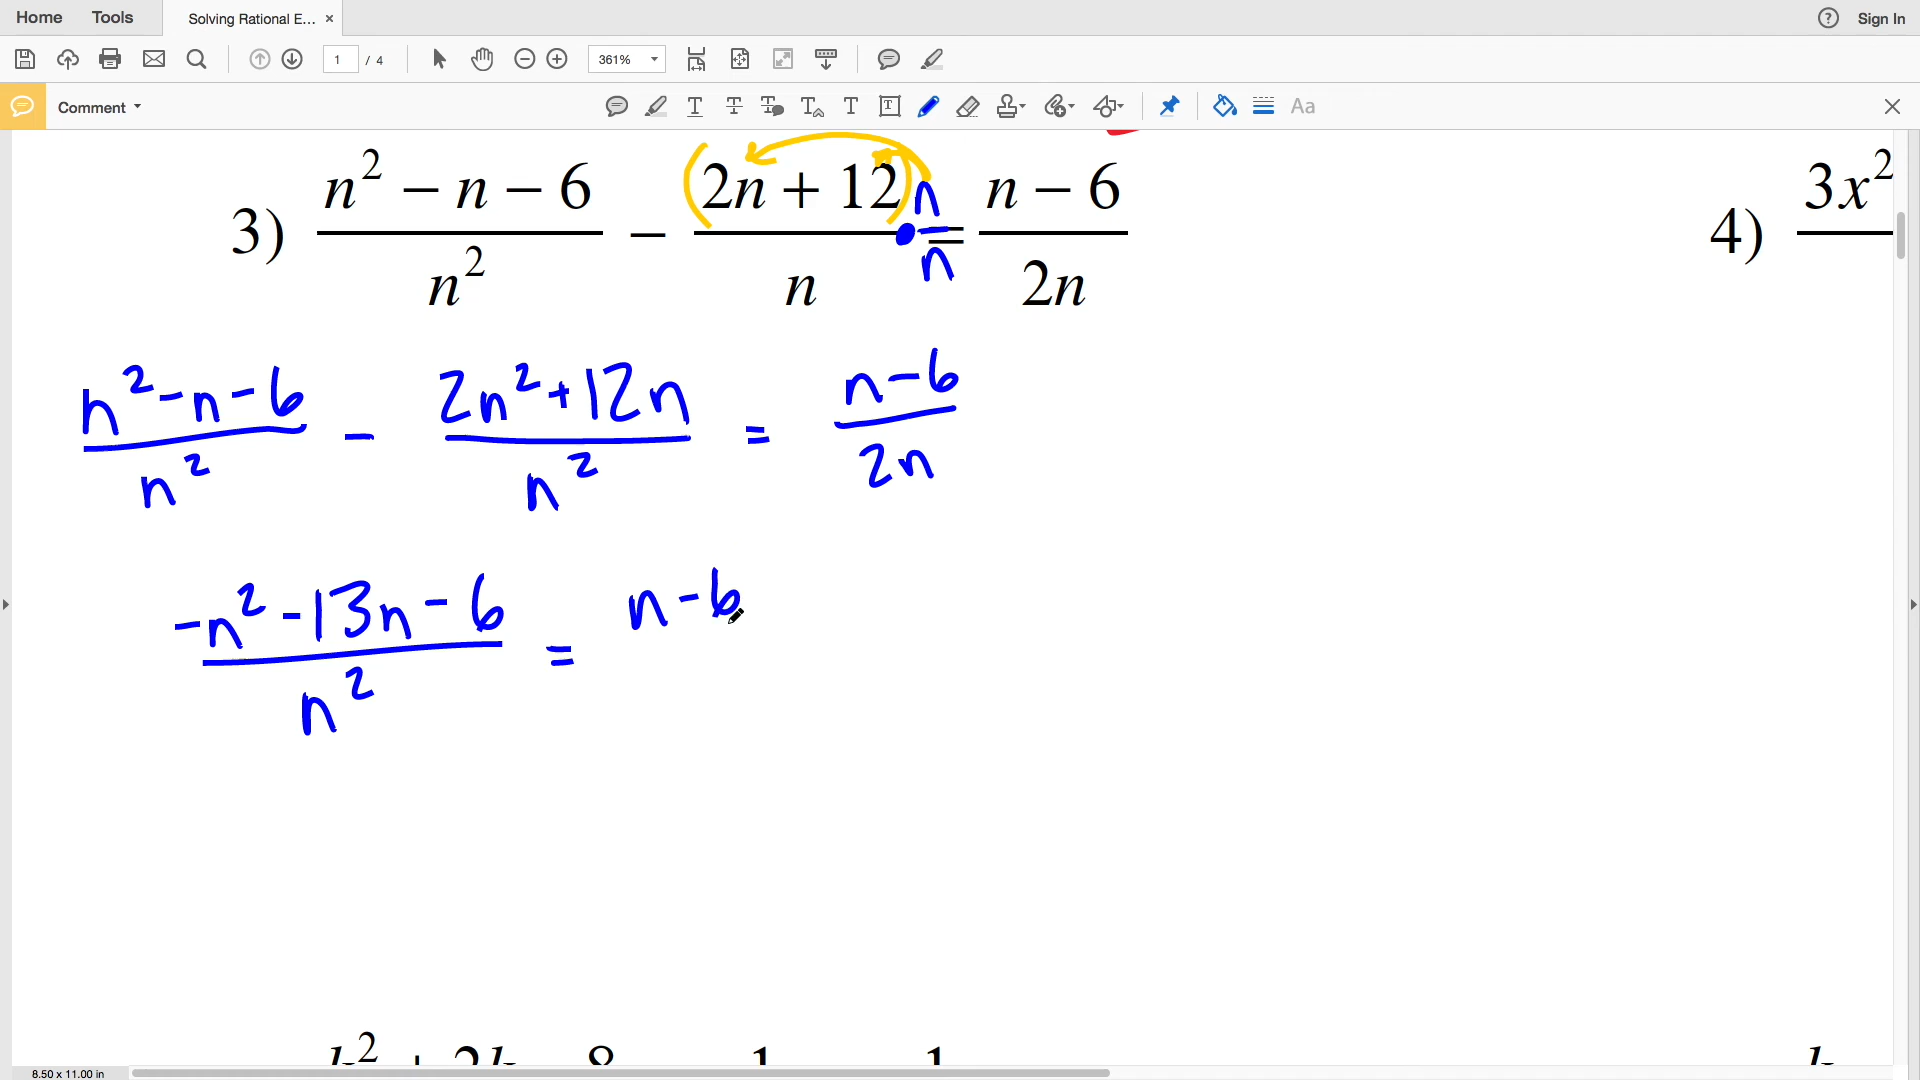 Home Tools Solving Rational E... × ? Sign In
1 / 4 361%
Comment T T T T T T Aa
3) (n² − n − 6)/n² − (2n + 12)/n • n/n = (n − 6)/2n
4) 3x²
(n² − n − 6)/n² − (2n² + 12n)/n² = (n − 6)/2n
(−n² − 13n − 6)/n² = n − 6
8.50 x 11.00 in